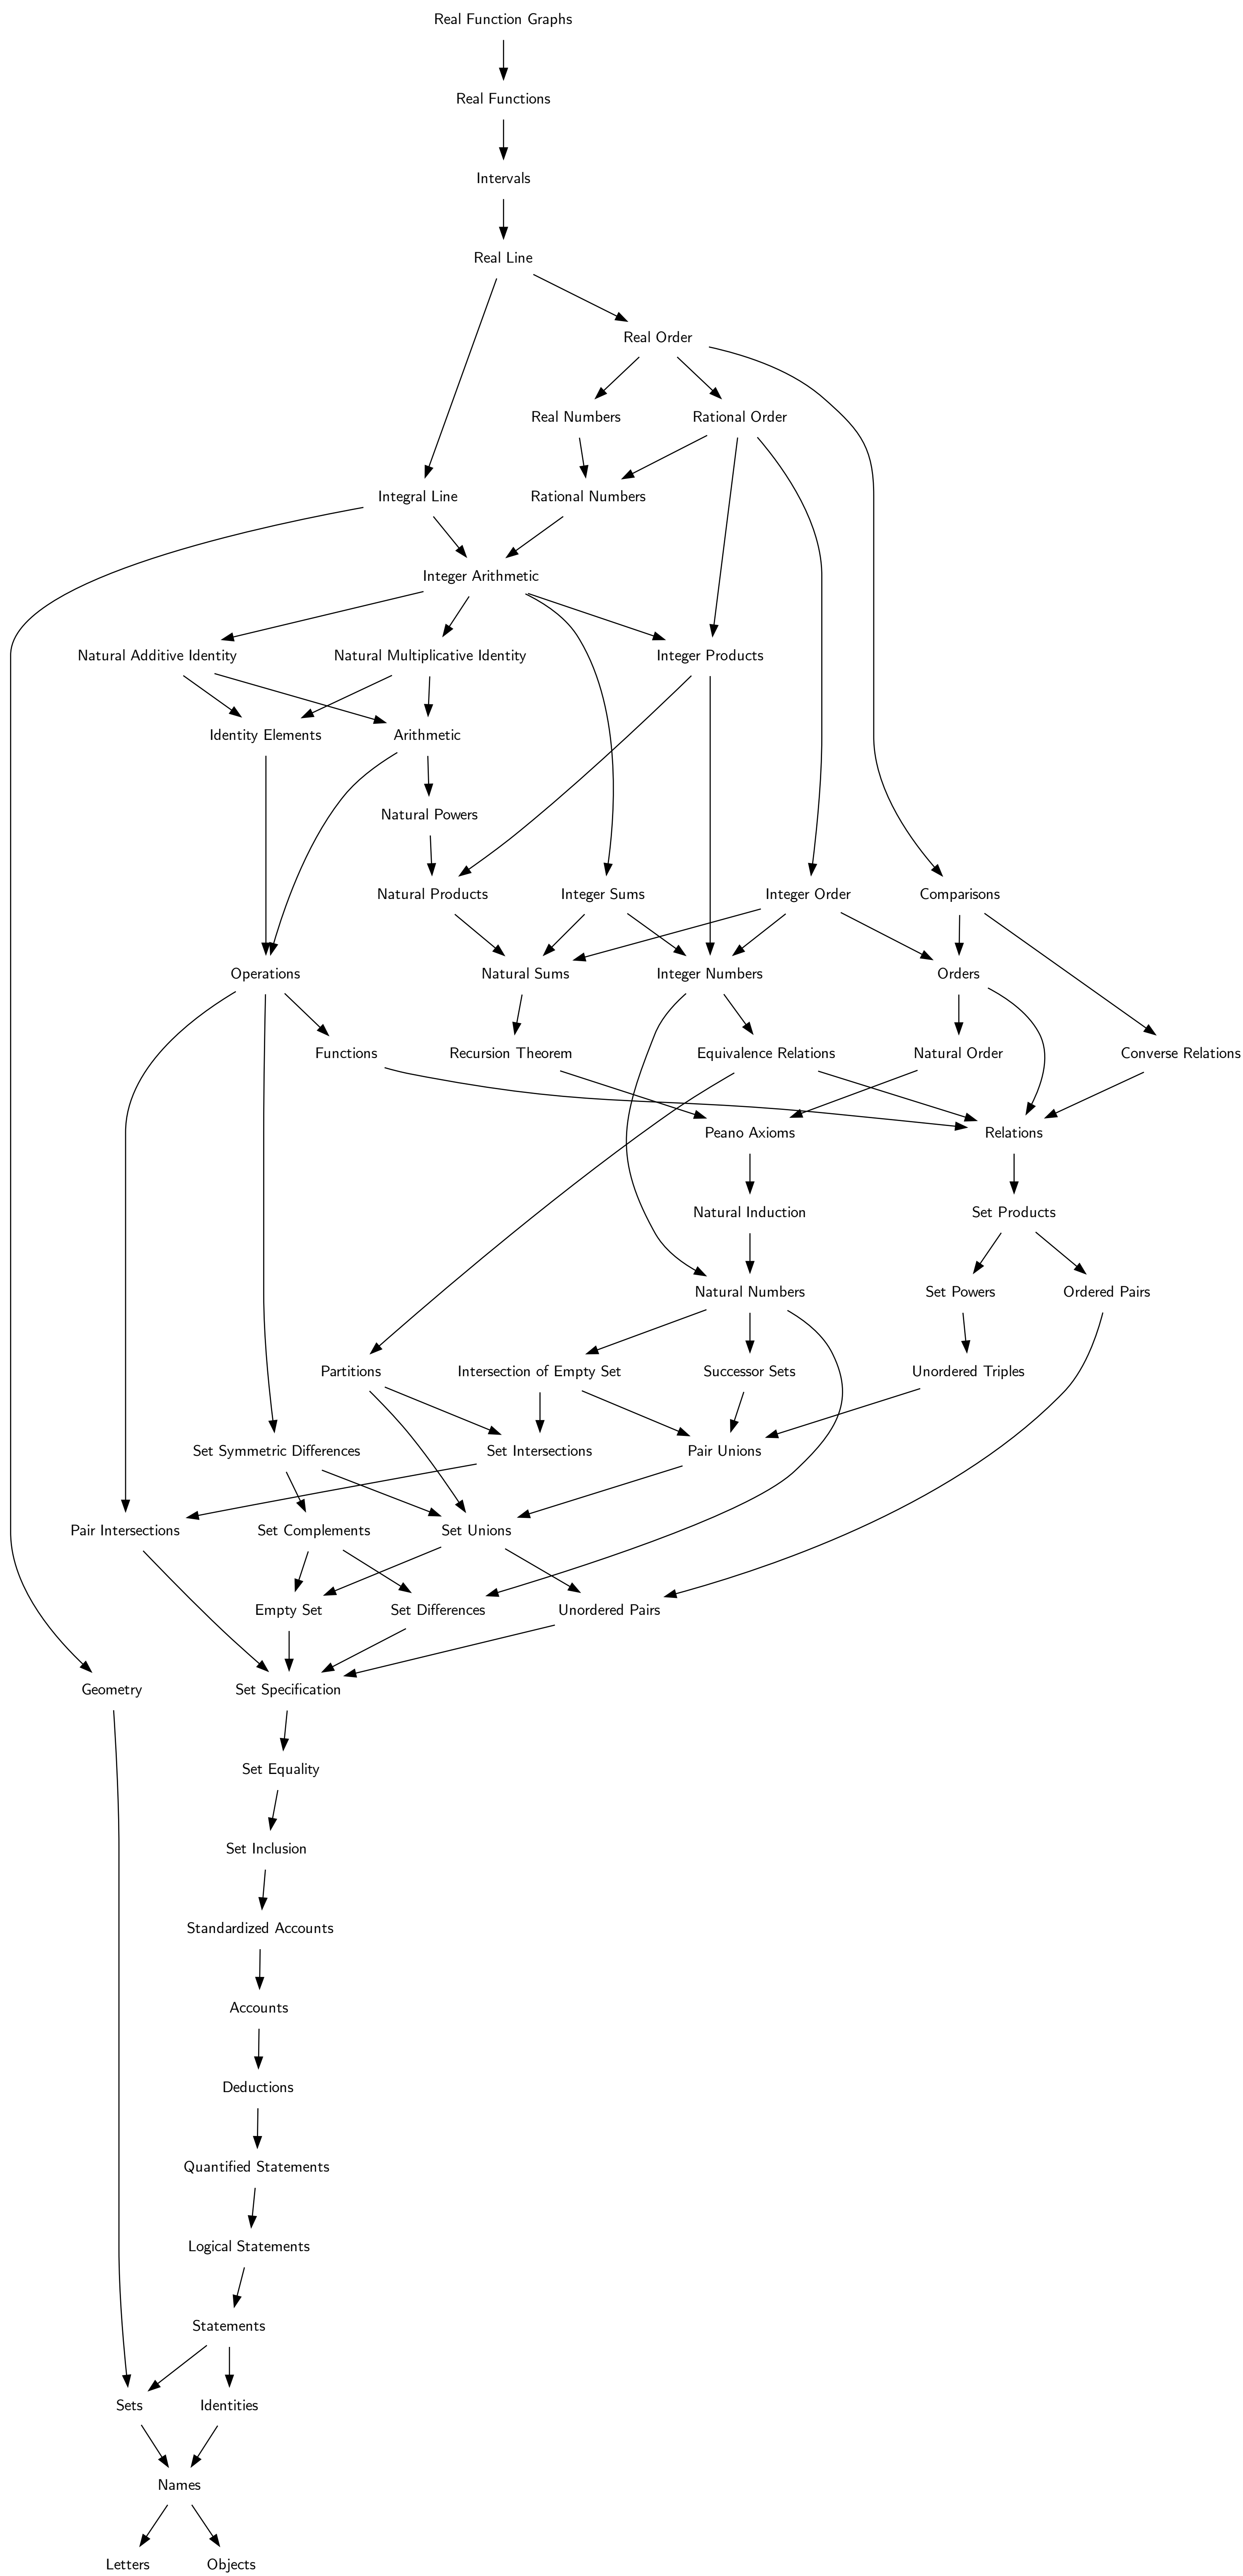 Real Function Graphs
Real Functions
Intervals
Real Line
Real Order
Real Numbers
Rational Order
Integral Line
Rational Numbers
Integer Arithmetic
Natural Additive Identity
Natural Multiplicative Identity
Integer Products
Identity Elements
Arithmetic
Natural Powers
Natural Products
Integer Sums
Integer Order
Comparisons
Operations
Natural Sums
Integer Numbers
Orders
Functions
Recursion Theorem
Equivalence Relations
Natural Order
Converse Relations
Peano Axioms
Relations
Natural Induction
Set Products
Natural Numbers
Set Powers
Ordered Pairs
Partitions
Intersection of Empty Set
Successor Sets
Unordered Triples
Set Symmetric Differences
Set Intersections
Pair Unions
Pair Intersections
Set Complements
Set Unions
Empty Set
Set Differences
Unordered Pairs
Geometry
Set Specification
Set Equality
Set Inclusion
Standardized Accounts
Accounts
Deductions
Quantified Statements
Logical Statements
Statements
Sets
Identities
Names
Letters
Objects